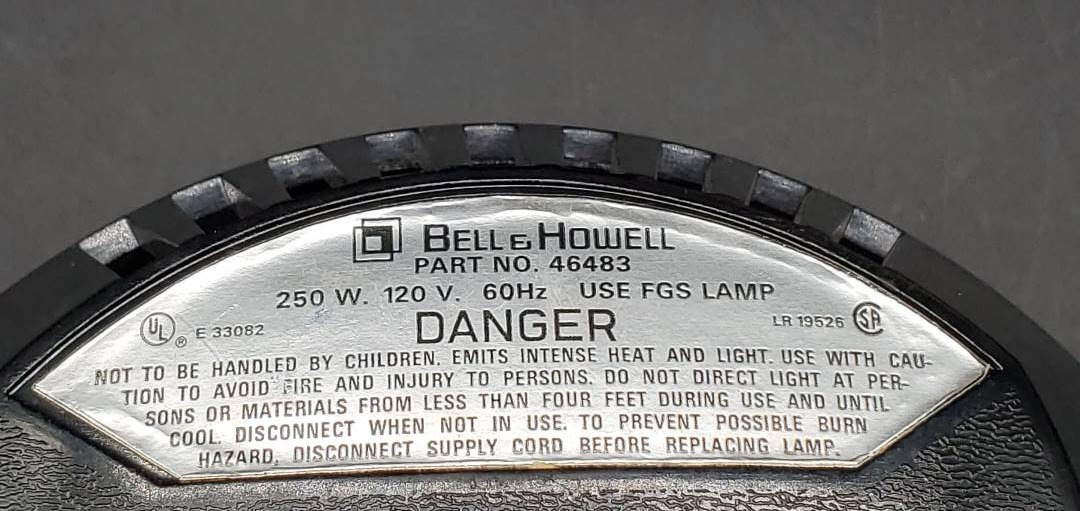 BELL & HOWELL
PART NO. 46483
250 W. 120 V. 60Hz USE FGS LAMP
UL ® E 33082 DANGER LR 19526 SA
NOT TO BE HANDLED BY CHILDREN. EMITS INTENSE HEAT AND LIGHT. USE WITH CAU-
TION TO AVOID FIRE AND INJURY TO PERSONS. DO NOT DIRECT LIGHT AT PER-
SONS OR MATERIALS FROM LESS THAN FOUR FEET DURING USE AND UNTIL
COOL. DISCONNECT WHEN NOT IN USE. TO PREVENT POSSIBLE BURN
HAZARD, DISCONNECT SUPPLY CORD BEFORE REPLACING LAMP.